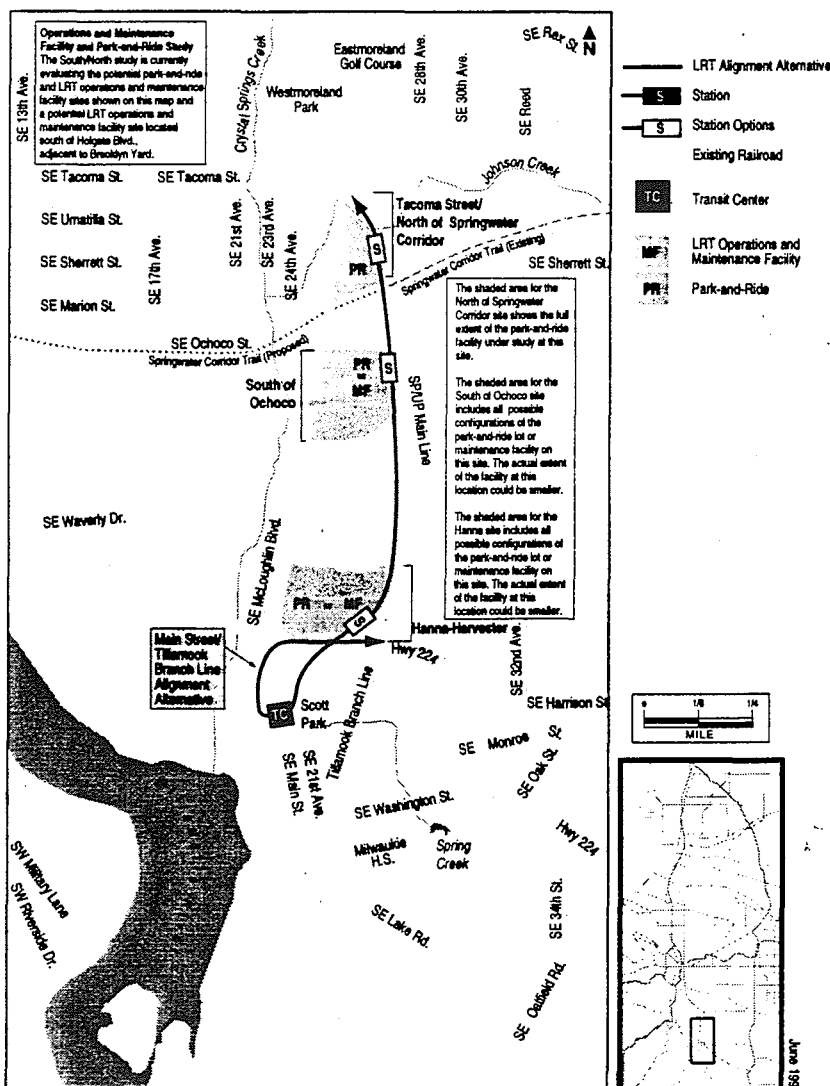 Operations and Maintenance
Facility and Park-and-Ride Study
The South/North study is currently
evaluating the potential park-and-ride
and LRT operations and maintenance
facility sites shown on this map and
a potential LRT operations and
maintenance facility site located
south of Holgate Blvd.,
adjacent to Brooklyn Yard.
SE 13th Ave.
Crystal Springs Creek
Eastmoreland
Golf Course
Westmoreland
Park
SE 28th Ave.
SE 30th Ave.
SE Reed
SE Rex St.
N
SE Tacoma St.
SE Tacoma St.
SE Umatilla St.
SE Sherrett St.
SE Marion St.
SE 17th Ave.
SE 21st Ave.
SE 23rd Ave.
SE 24th Ave.
Johnson Creek
Tacoma Street/
North of Springwater
Corridor
S
PR
Springwater Corridor Trail (Existing)
SE Sherrett St.
SE Ochoco St.
Springwater Corridor Trail (Proposed)
South of
Ochoco
PR
or
MF
S
SP/UP Main Line
The shaded area for the
North of Springwater
Corridor site shows the full
extent of the park-and-ride
facility under study at this
site.
The shaded area for the
South of Ochoco site
includes all possible
configurations of the
park-and-ride lot or
maintenance facility on
this site. The actual extent
of the facility at this
location could be smaller.
The shaded area for the
Hanna site includes all
possible configurations of
the park-and-ride lot or
maintenance facility on
this site. The actual extent
of the facility at this
location could be smaller.
SE Waverly Dr.
SE McLoughlin Blvd.
PR or MF
S
Hanna-Harvester
Hwy 224
SE 32nd Ave.
Main Street/
Tillamook
Branch Line
Alignment
Alternative
TC
Scott
Park
Tillamook Branch Line
SE Harrison St
SE Monroe St.
SE Oak St.
SE Main St.
SE 21st Ave.
SE Washington St.
Milwaukie
H.S.
Spring
Creek
Hwy 224
SW Military Lane
SW Riverside Dr.
SE Lake Rd.
SE 34th St.
SE Oatfield Rd.
LRT Alignment Alternative
S
Station
S
Station Options
Existing Railroad
TC
Transit Center
MF
LRT Operations and
Maintenance Facility
PR
Park-and-Ride
0 1/8 1/4
MILE
June